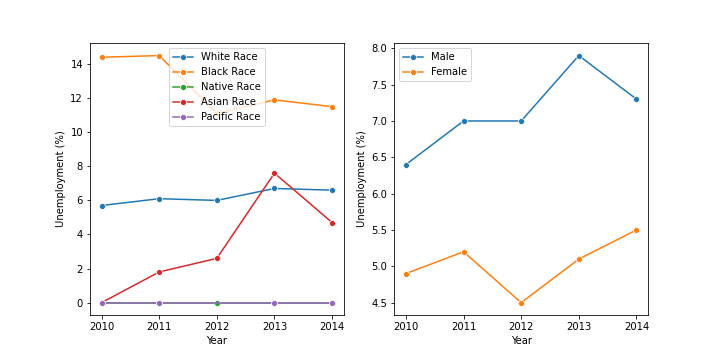 14
12
10
8
6
4
2
0
Unemployment (%)
White Race
Black Race
Native Race
Asian Race
Pacific Race
2010 2011 2012 2013 2014
Year
8.0
7.5
7.0
6.5
6.0
5.5
5.0
4.5
Unemployment (%)
Male
Female
2010 2011 2012 2013 2014
Year